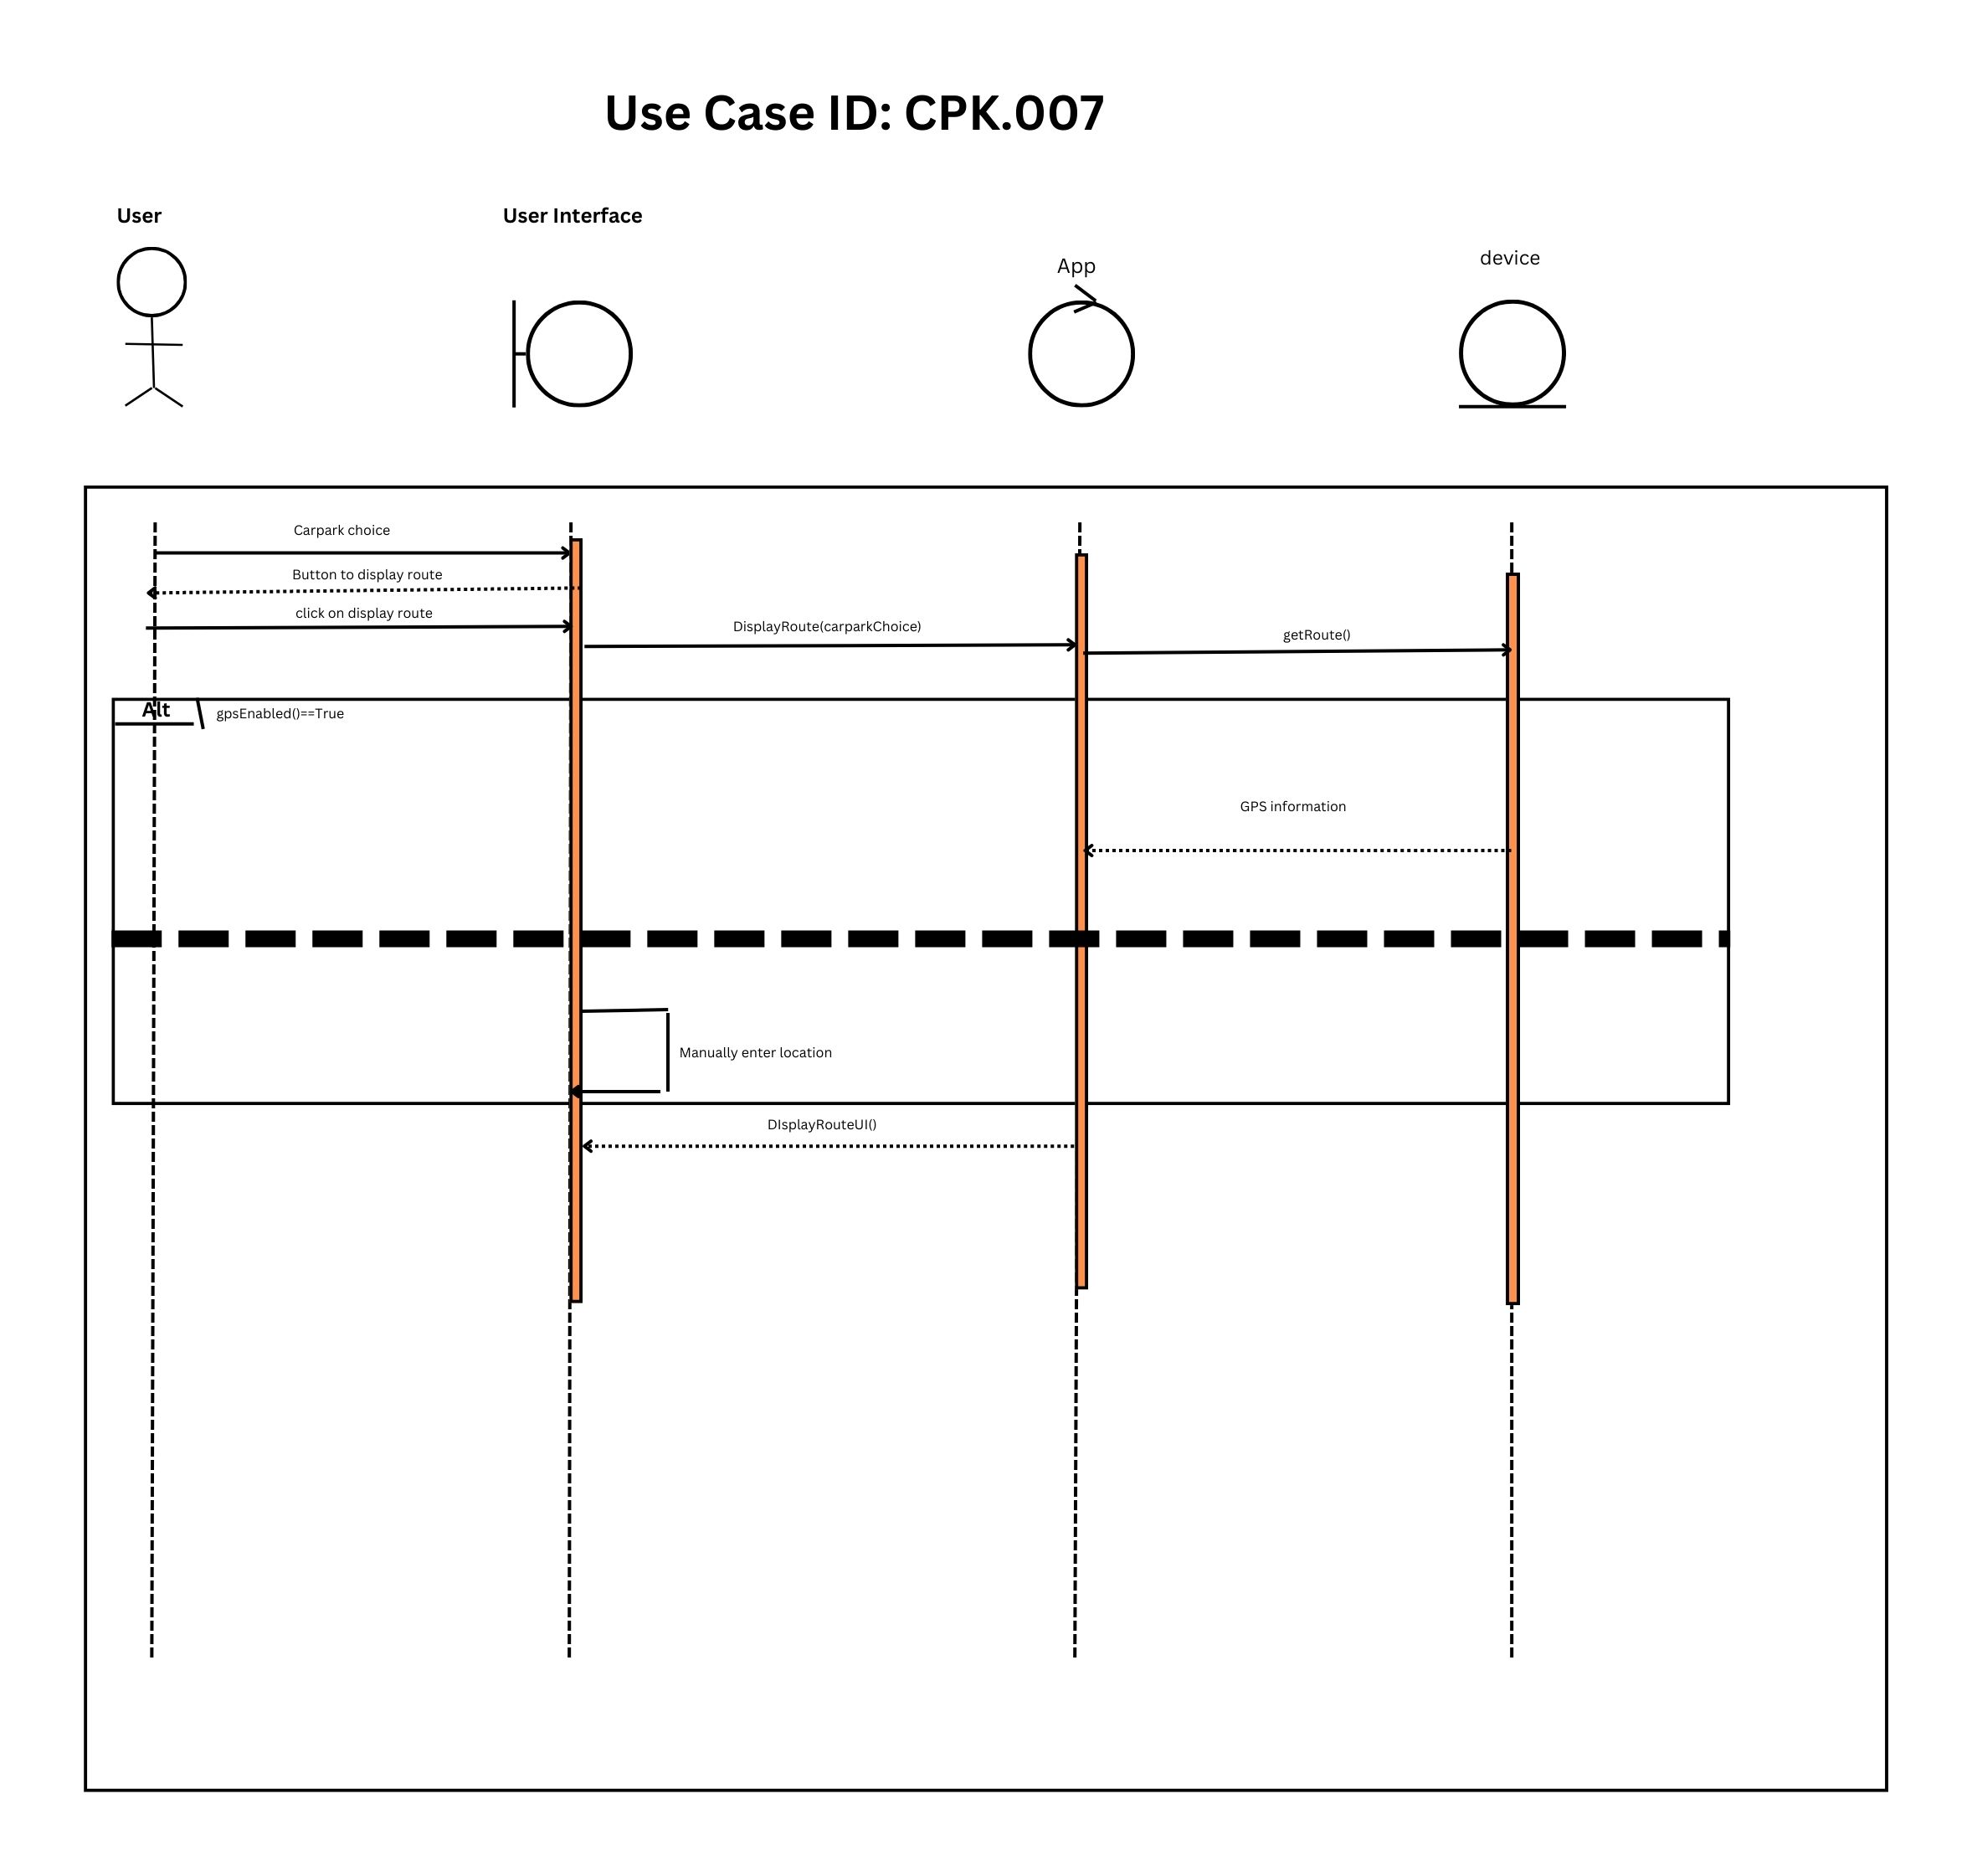 Use Case ID: CPK.007
User
User Interface
App
device
Carpark choice
Button to display route
click on display route
DisplayRoute(carparkChoice)
getRoute()
Alt
gpsEnabled()==True
GPS information
Manually enter location
DIsplayRouteUI()